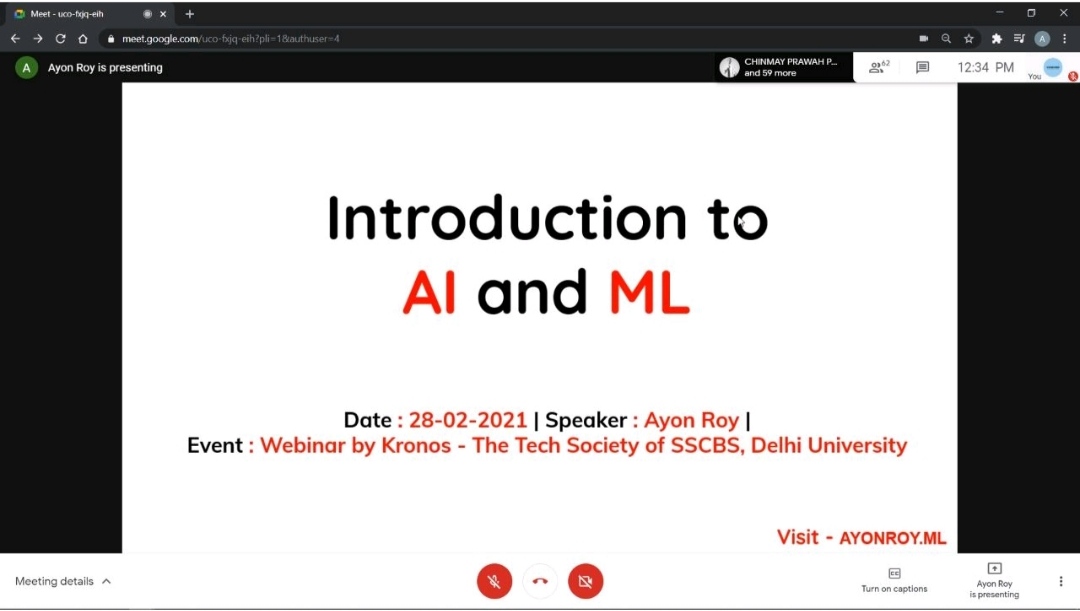 Meet - uco-fxjq-eih
meet.google.com/uco-fxjq-eih?pli=1&authuser=4
A
A Ayon Roy is presenting
CHINMAY PRAWAH P...
and 59 more
62
12:34 PM
You
Introduction to
AI and ML
Date : 28-02-2021 | Speaker : Ayon Roy |
Event : Webinar by Kronos - The Tech Society of SSCBS, Delhi University
Visit - AYONROY.ML
Meeting details
CC
Turn on captions
Ayon Roy
is presenting